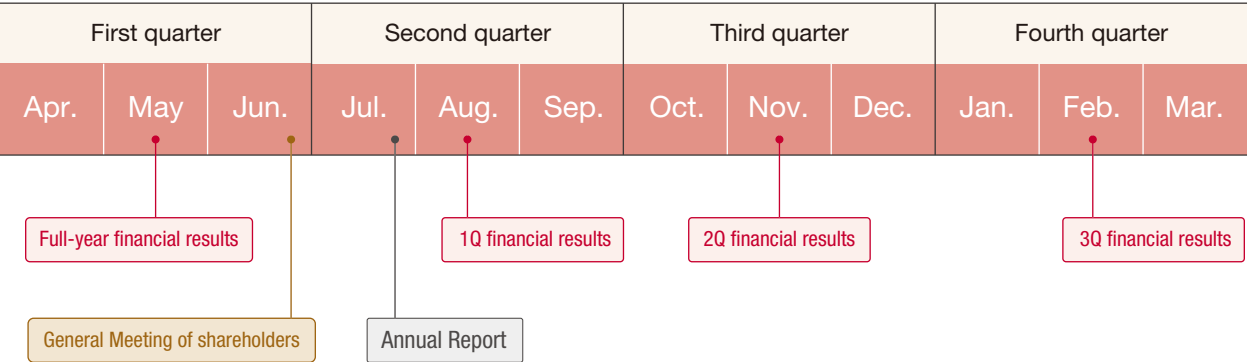 First quarter Second quarter Third quarter Fourth quarter
Apr. May Jun. Jul. Aug. Sep. Oct. Nov. Dec. Jan. Feb. Mar.
Full-year financial results 1Q financial results 2Q financial results 3Q financial results
General Meeting of shareholders Annual Report